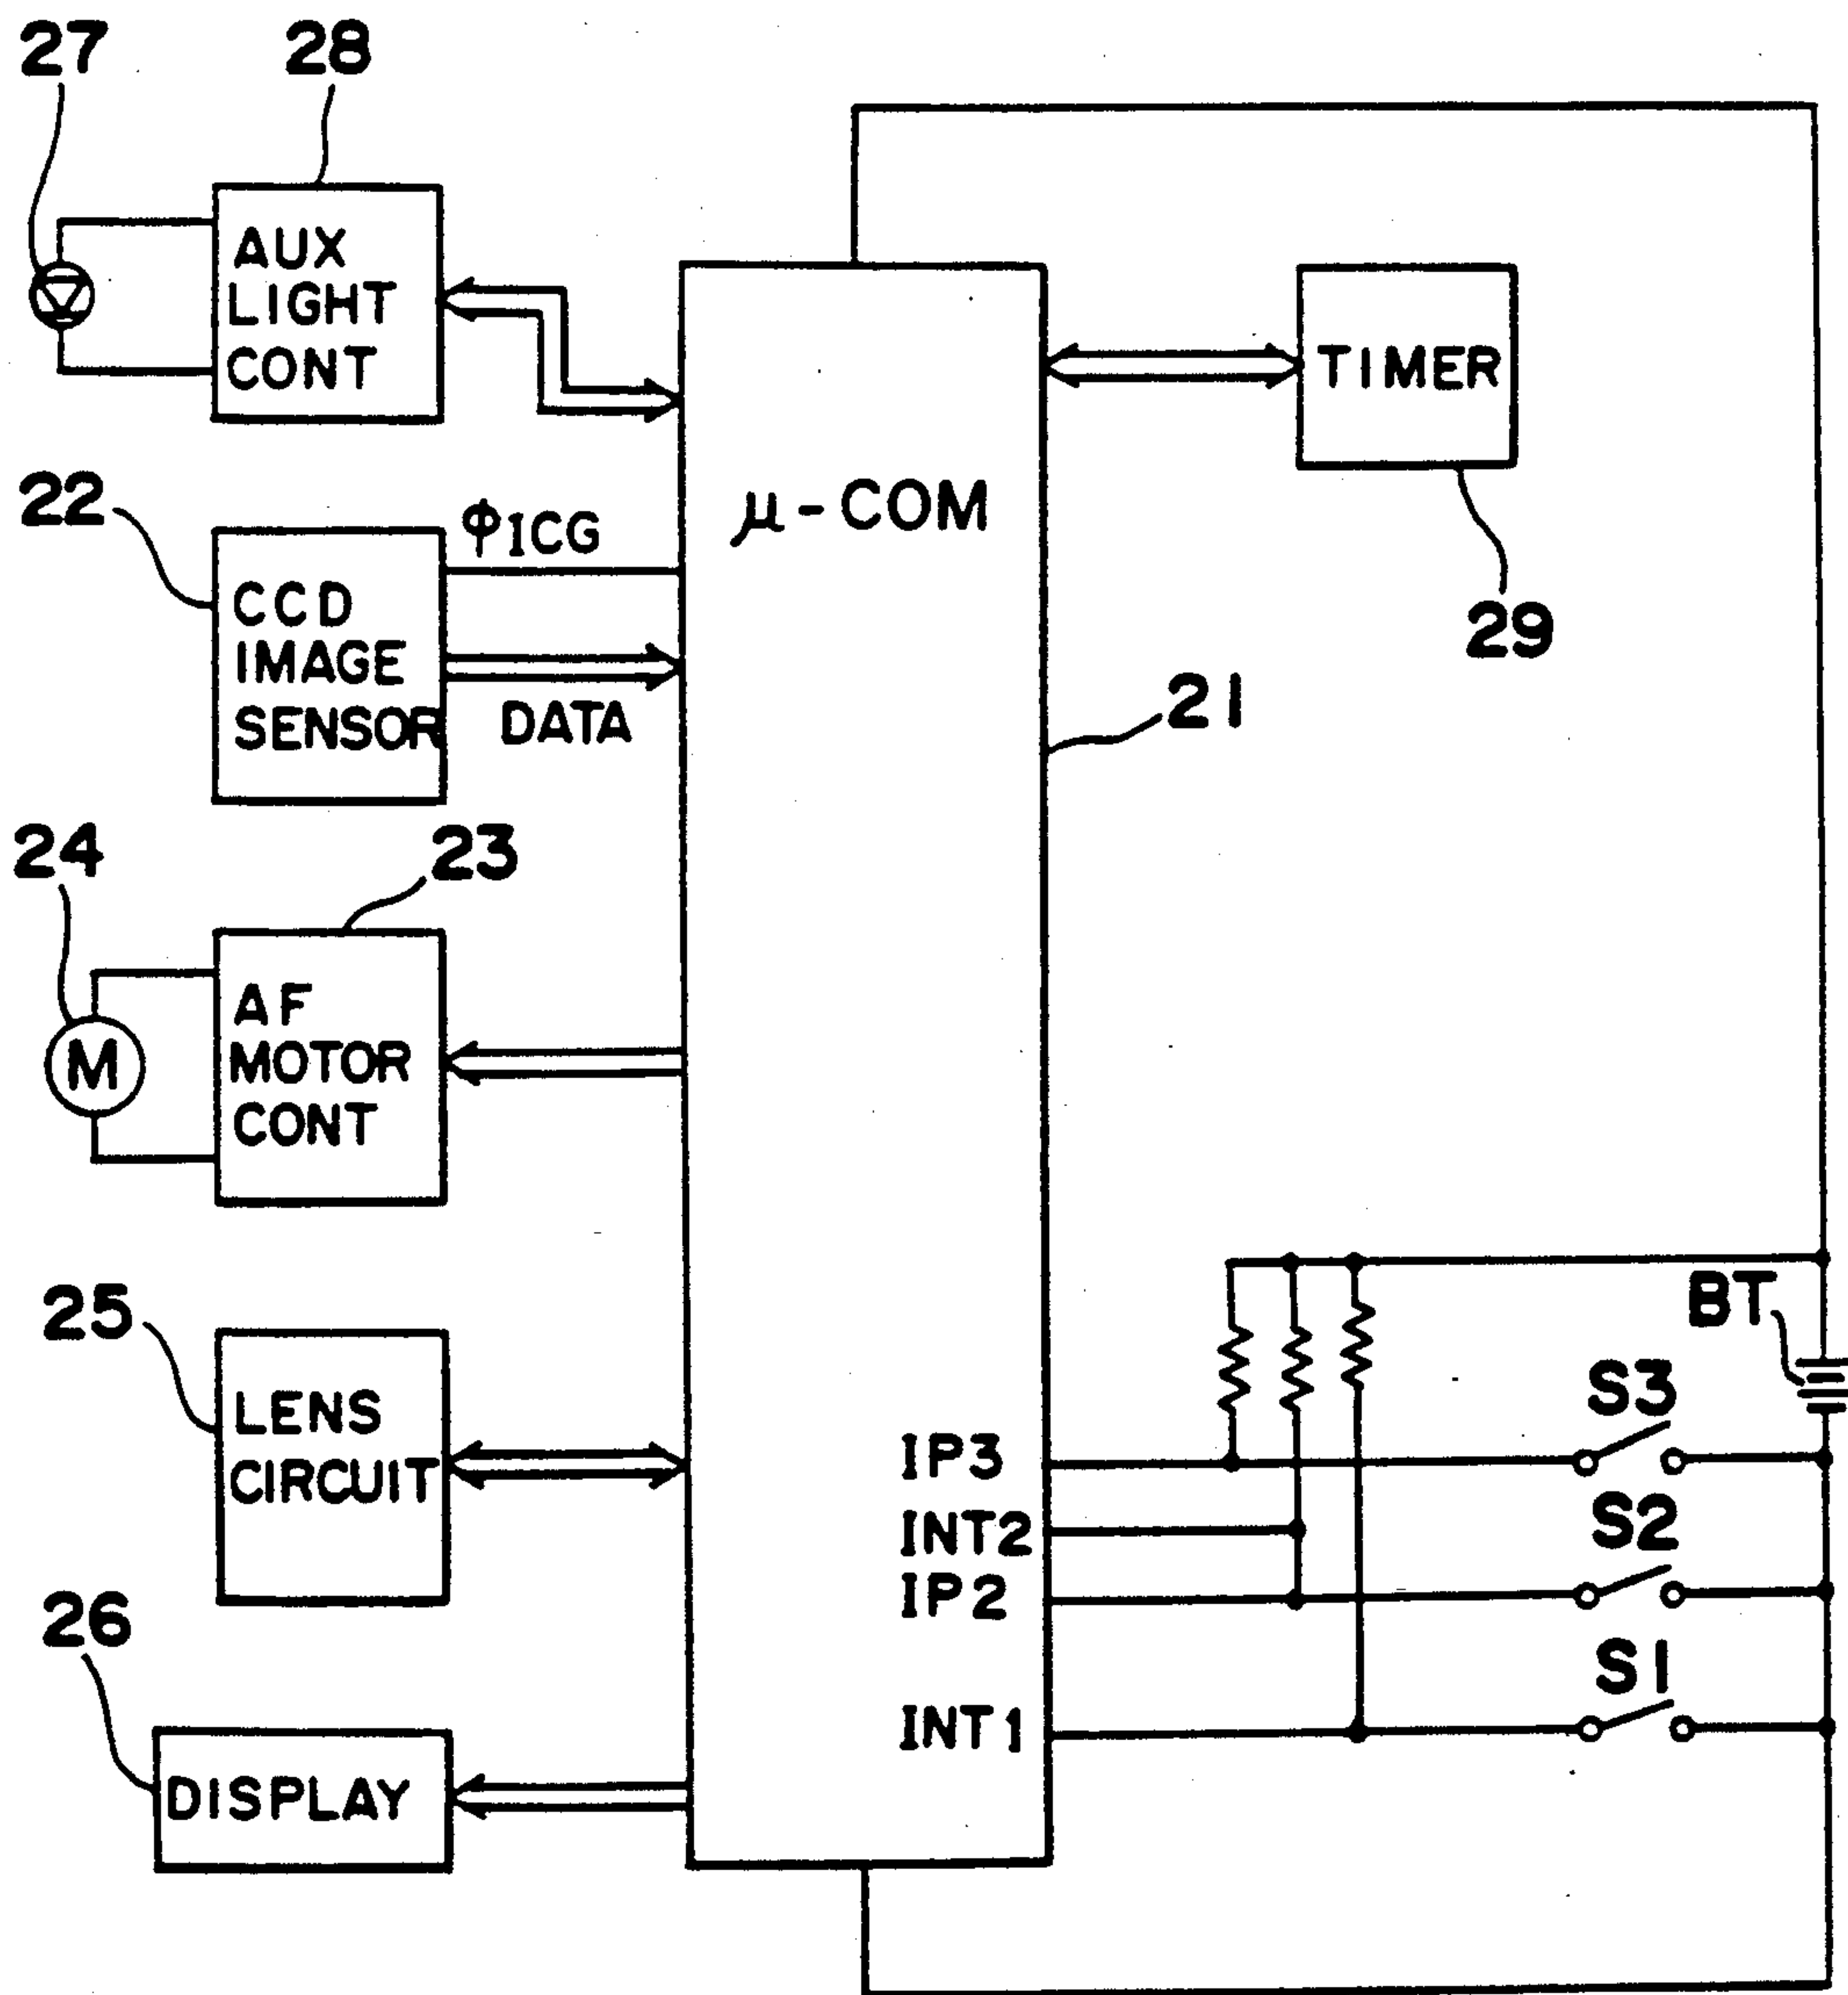 27
28
AUX
LIGHT
CONT
μ-COM
TIMER
29
22
φICG
CCD
IMAGE
SENSOR
DATA
21
24
23
M
AF
MOTOR
CONT
25
LENS
CIRCUIT
BT
S3
IP3
INT2
S2
IP2
26
S1
INT1
DISPLAY